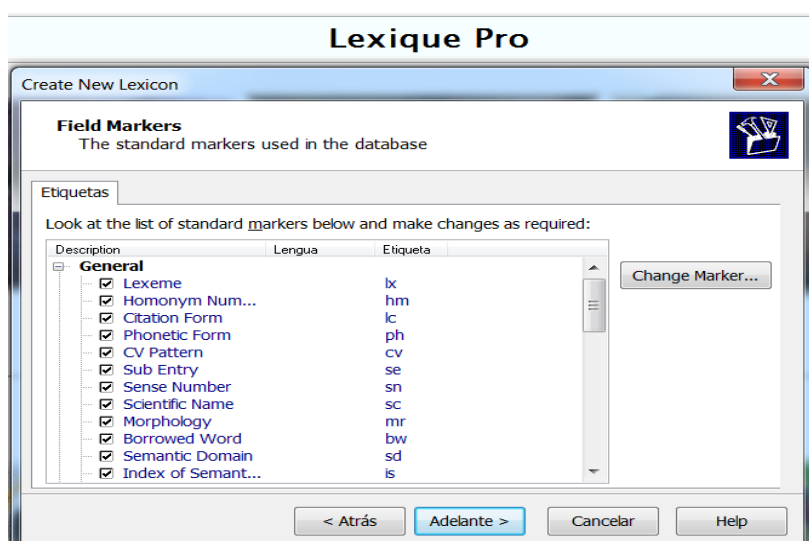 Lexique Pro
Create New Lexicon
Field Markers
The standard markers used in the database
Etiquetas
Look at the list of standard markers below and make changes as required:
Description Lengua Etiqueta
General
Lexeme lx
Homonym Num... hm
Citation Form lc
Phonetic Form ph
CV Pattern cv
Sub Entry se
Sense Number sn
Scientific Name sc
Morphology mr
Borrowed Word bw
Semantic Domain sd
Index of Semant... is
Change Marker...
< Atrás Adelante > Cancelar Help